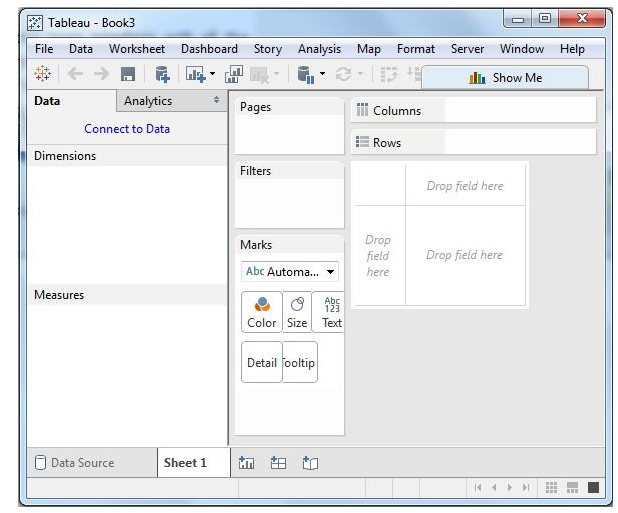 Tableau - Book3
File Data Worksheet Dashboard Story Analysis Map Format Server Window Help
Show Me
Data Analytics
Connect to Data
Dimensions
Measures
Pages
Filters
Marks
Abc Automa...
Color Size Abc 123 Text
Detail Tooltip
Columns
Rows
Drop field here
Drop field here
Drop field here
Data Source Sheet 1